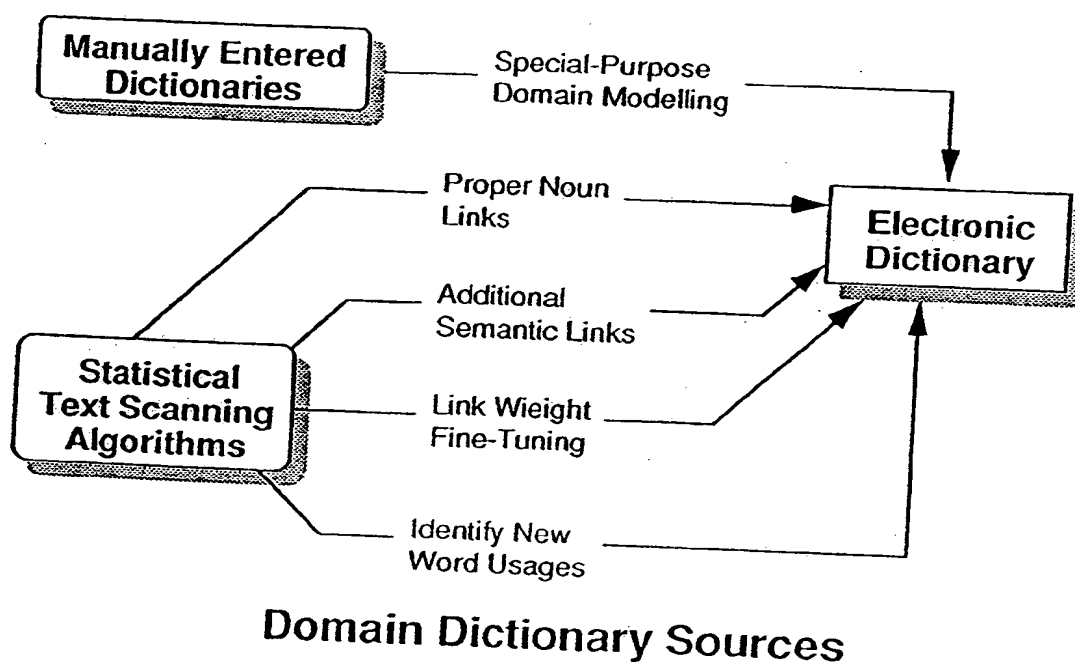 Manually Entered
Dictionaries
Special-Purpose
Domain Modelling
Proper Noun
Links
Electronic
Dictionary
Additional
Semantic Links
Statistical
Text Scanning
Algorithms
Link Wieight
Fine-Tuning
Identify New
Word Usages
Domain Dictionary Sources